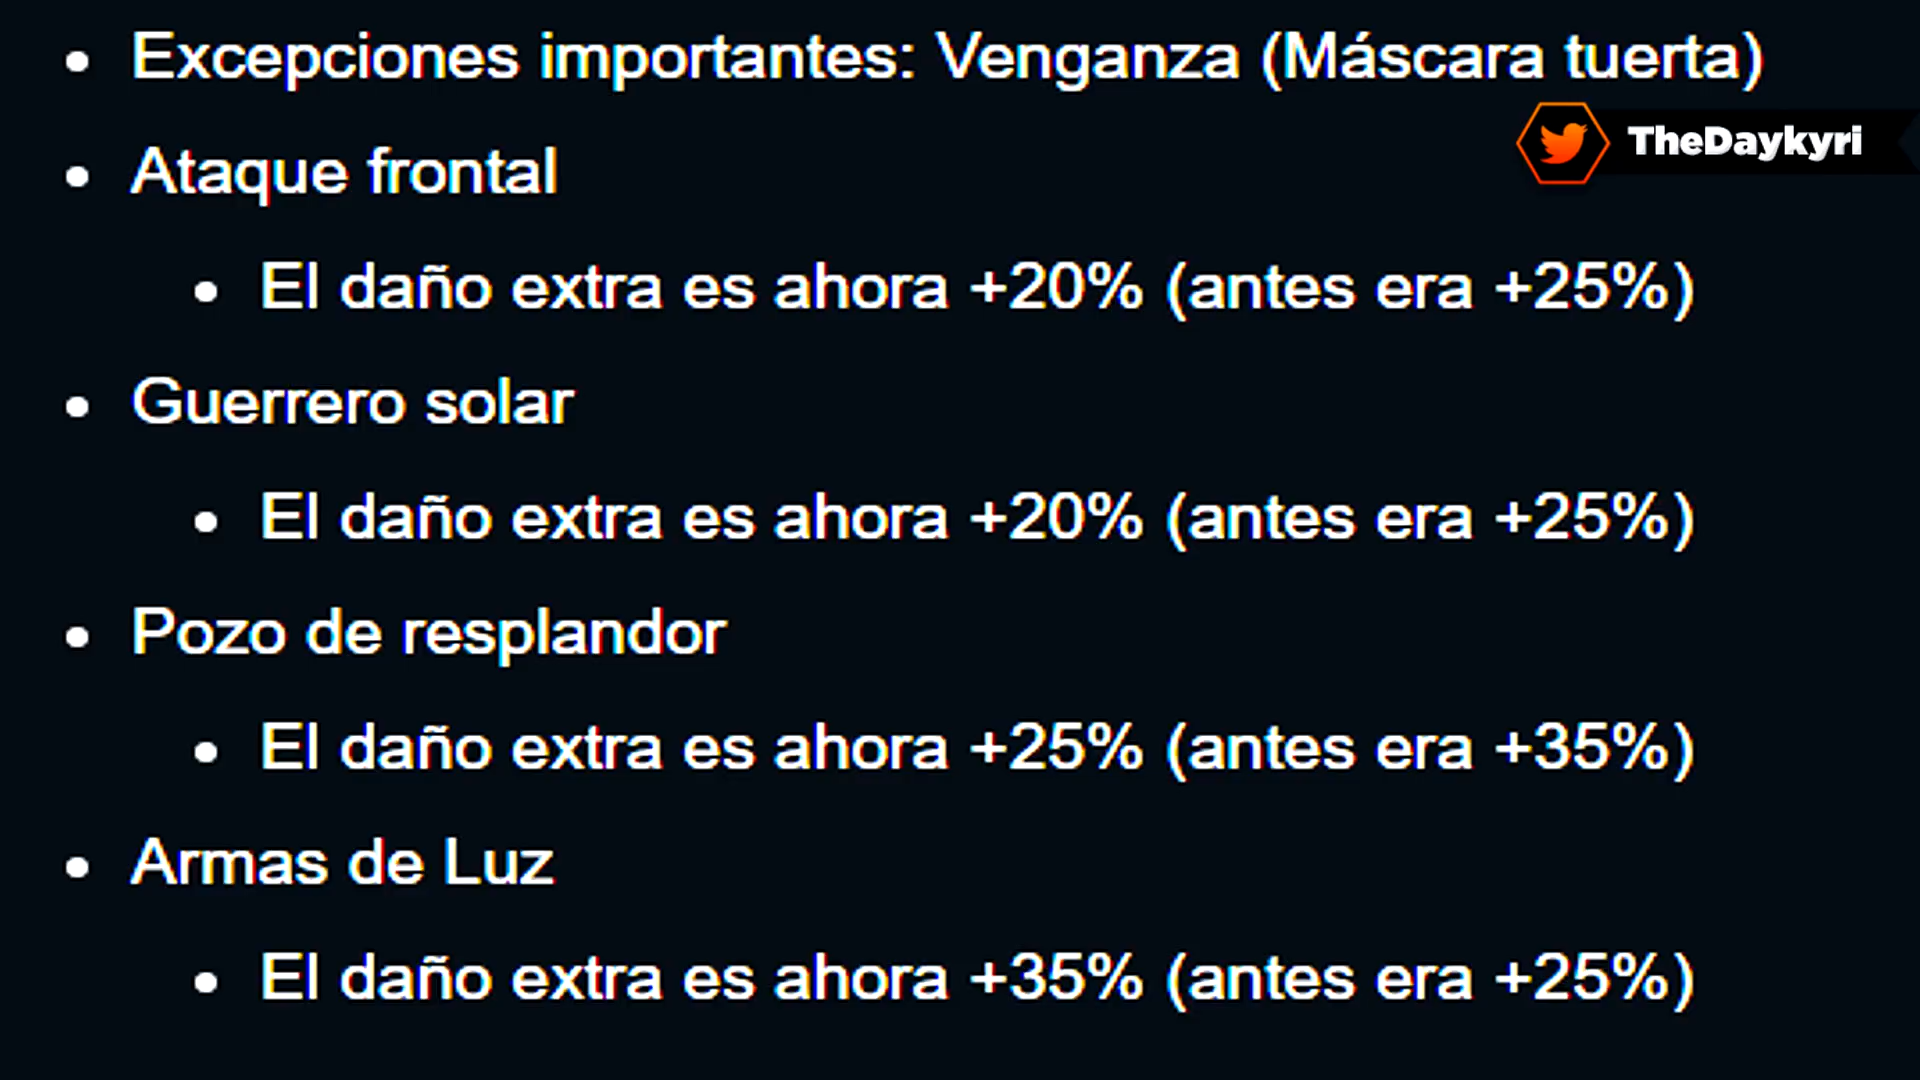 Excepciones importantes: Venganza (Máscara tuerta)
TheDaykyri
Ataque frontal
El daño extra es ahora +20% (antes era +25%)
Guerrero solar
El daño extra es ahora +20% (antes era +25%)
Pozo de resplandor
El daño extra es ahora +25% (antes era +35%)
Armas de Luz
El daño extra es ahora +35% (antes era +25%)